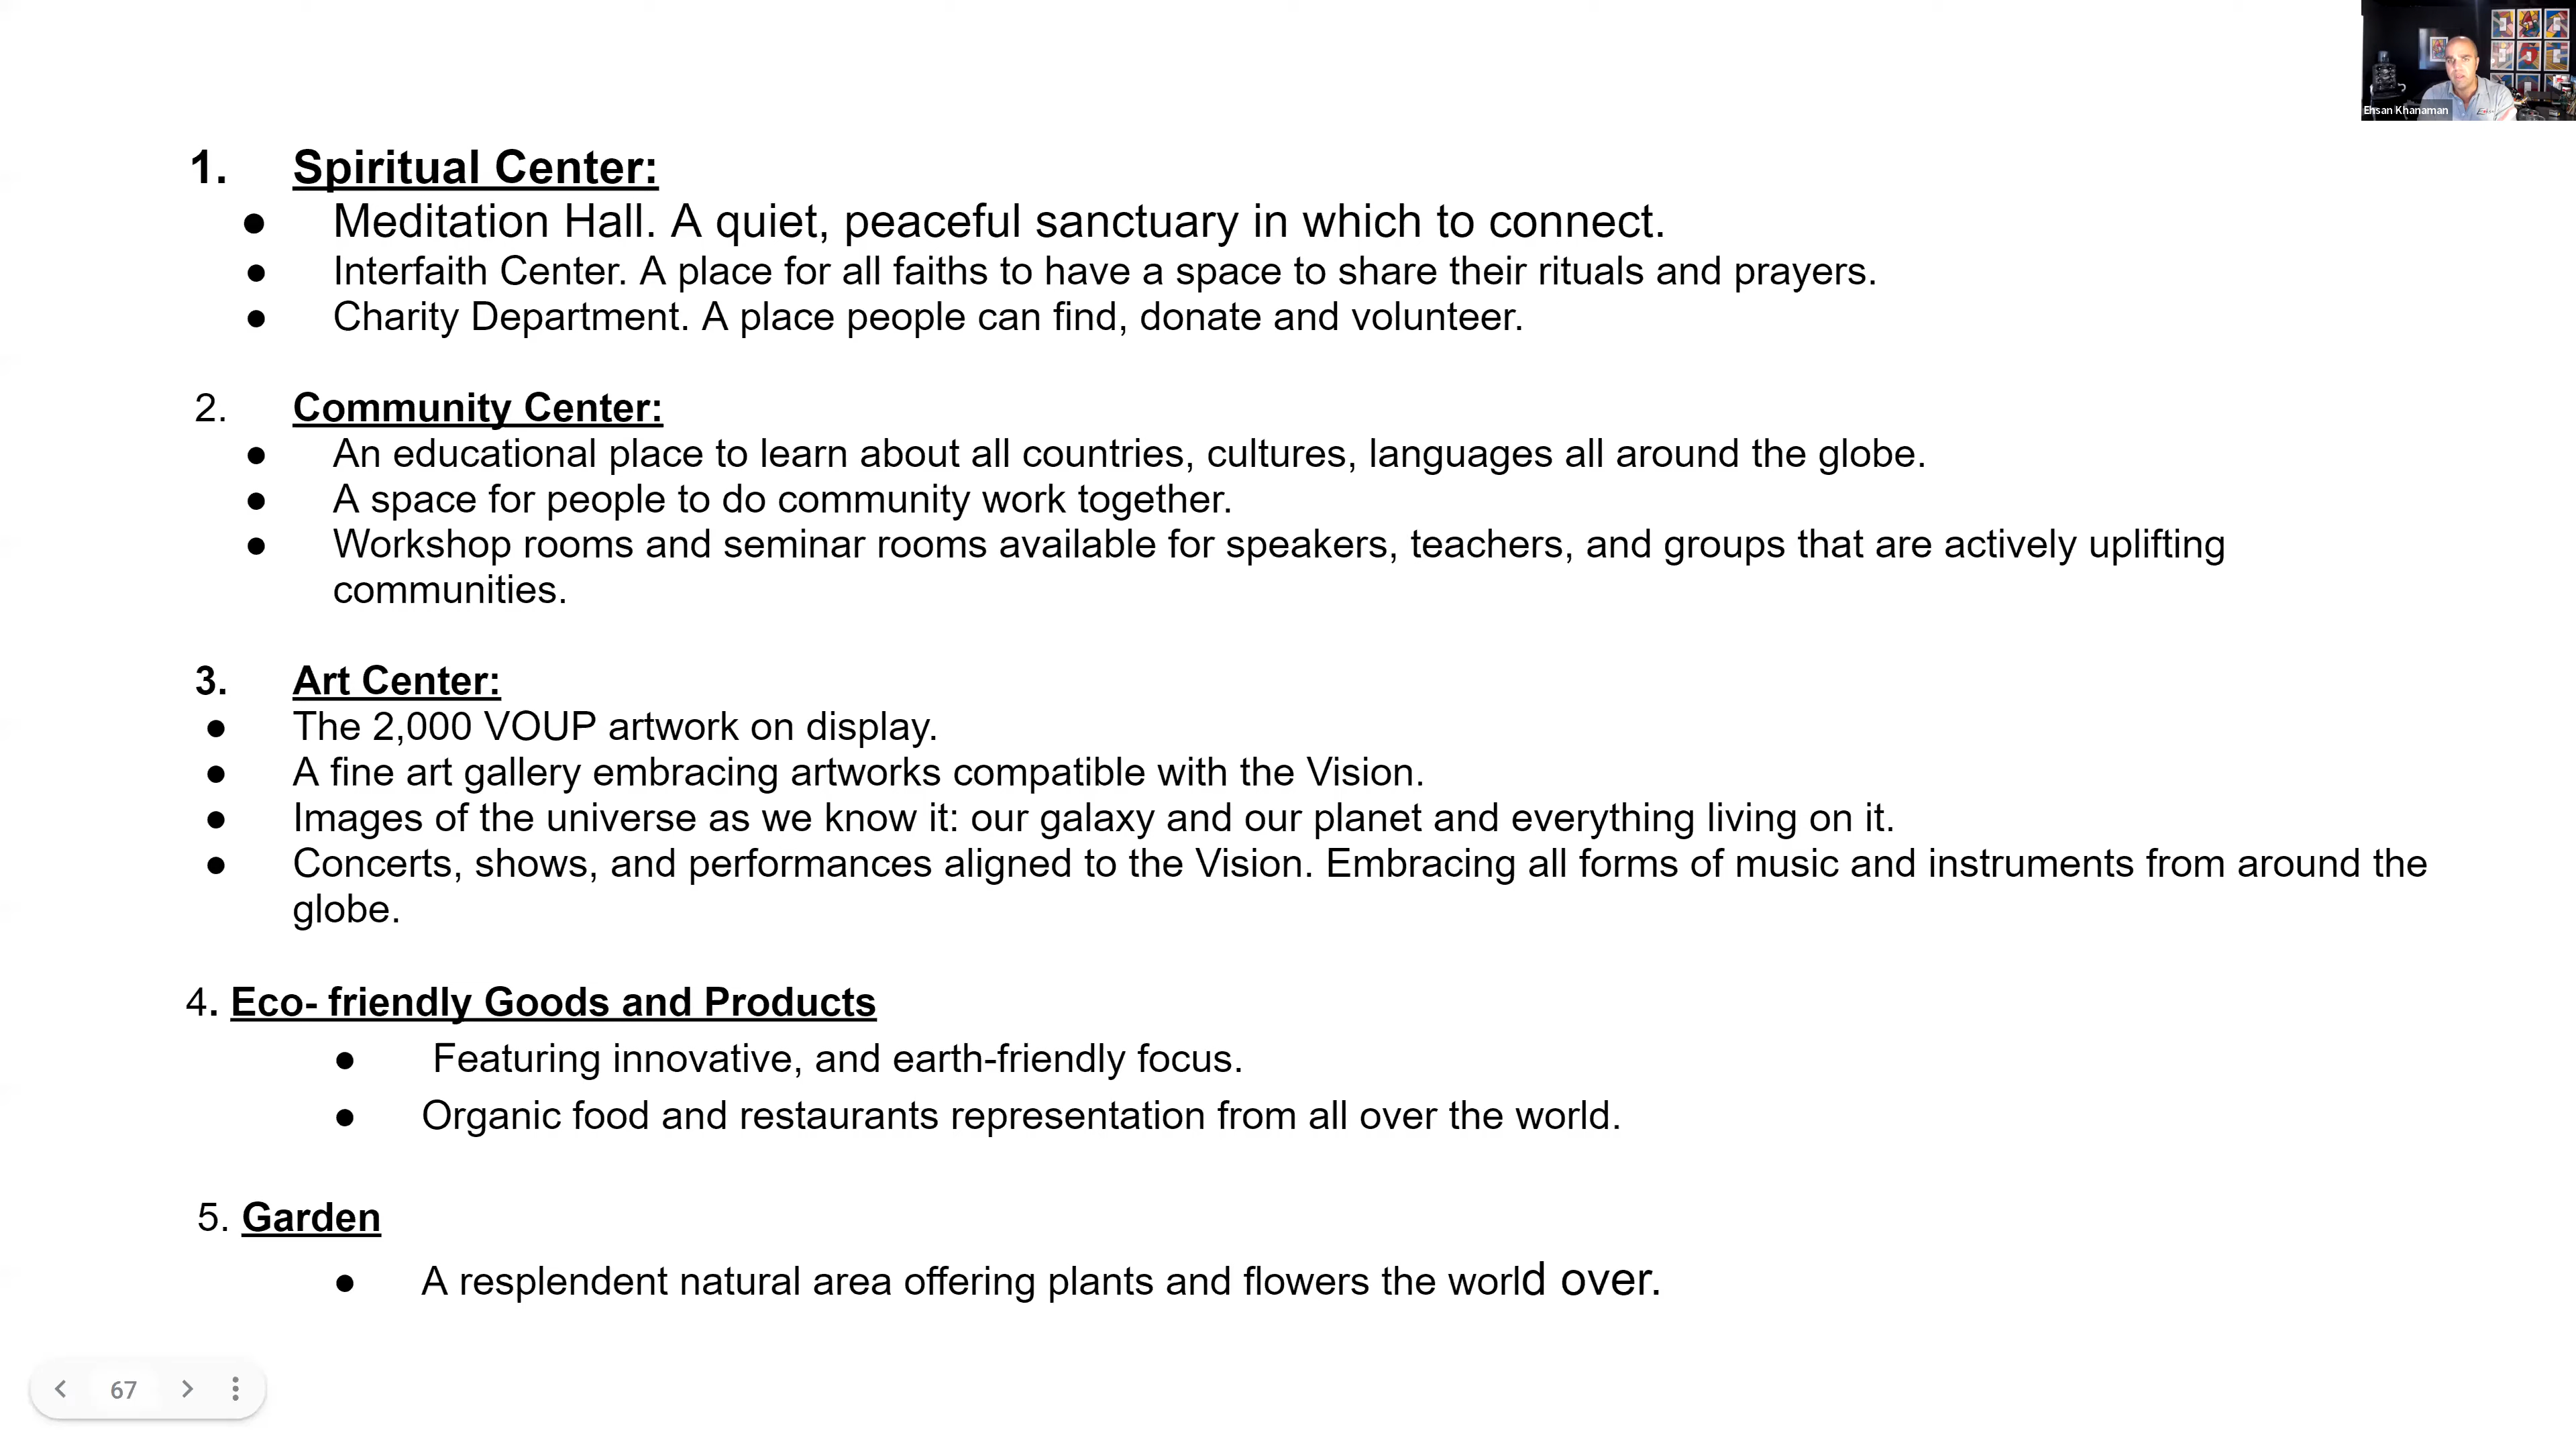 Ehsan Khanaman
1. Spiritual Center:
● Meditation Hall. A quiet, peaceful sanctuary in which to connect.
● Interfaith Center. A place for all faiths to have a space to share their rituals and prayers.
● Charity Department. A place people can find, donate and volunteer.
2. Community Center:
● An educational place to learn about all countries, cultures, languages all around the globe.
● A space for people to do community work together.
● Workshop rooms and seminar rooms available for speakers, teachers, and groups that are actively uplifting
communities.
3. Art Center:
● The 2,000 VOUP artwork on display.
● A fine art gallery embracing artworks compatible with the Vision.
● Images of the universe as we know it: our galaxy and our planet and everything living on it.
● Concerts, shows, and performances aligned to the Vision. Embracing all forms of music and instruments from around the
globe.
4. Eco- friendly Goods and Products
● Featuring innovative, and earth-friendly focus.
● Organic food and restaurants representation from all over the world.
5. Garden
● A resplendent natural area offering plants and flowers the world over.
67